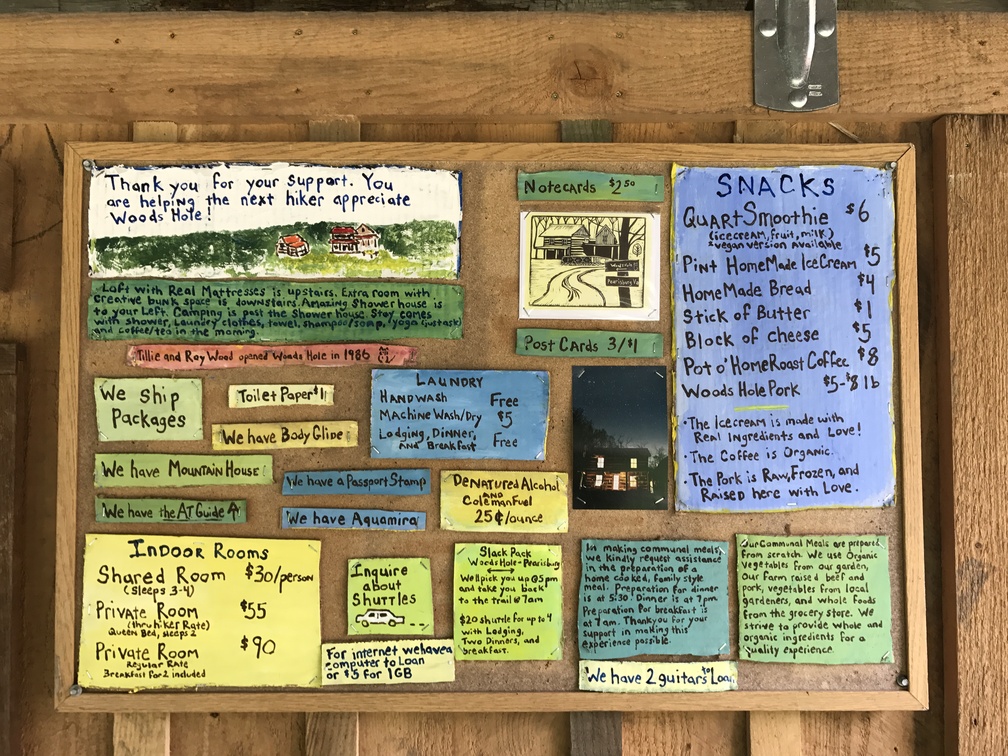 Thank you for your support. You
are helping the next hiker appreciate
Woods Hole!
Loft with Real Mattresses is upstairs. Extra room with
creative bunk space is downstairs. Amazing Shower house is
to your Left. Camping is past the Shower house. Stay comes
with shower, Laundry clothes, towel, shampoo/soap, yoga (just ask)
and coffee/tea in the morning.
Tillie and Roy Wood opened Woods Hole in 1986
We Ship
Packages
Toilet Paper $1
We have Body Glide
We have MOUNTAIN HOUSE
We have the AT Guide
LAUNDRY
HANDWASH Free
MACHINE WASH/DRY $5
Lodging, Dinner, Free
AND Breakfast
We have a Passport Stamp
We have Aquamira
DENATURED Alcohol
AND
Coleman Fuel
25¢/ounce
Notecards $2.50
Woods Hole
Pearisburg Va
Post Cards 3/$1
SNACKS
QUART Smoothie $6
(icecream, fruit, milk)
*vegan version available
Pint HomeMade IceCream $5
HomeMade Bread $4
Stick of Butter $1
Block of cheese $5
Pot o' HomeRoast Coffee $8
Woods Hole Pork $5-$8 lb
• The Icecream is made with
Real Ingredients and Love!
• The Coffee is Organic.
• The Pork is Raw, Frozen, and
Raised here with Love.
INDOOR ROOMS
Shared Room $30/person
(Sleeps 3-4)
Private Room $55
(thru hiker Rate)
Queen Bed, sleeps 2
Private Room $90
Regular Rate
Breakfast for 2 included
Inquire
about
Shuttles
For internet we have a
computer to Loan
or $5 for 1GB
Slack Pack
Woods Hole ↔ Pearisburg
We'll pick you up @5pm
and take you back
to the trail @ 7am
$20 shuttle for up to 4
with Lodging,
Two Dinners, and
breakfast.
In making communal meals,
we kindly request assistance
in the preparation of a
home cooked, family style
meal. Preparation for dinner
is at 5:30. Dinner is at 7pm.
Preparation for breakfast is
at 7am. Thank you for your
support in making this
experience possible.
We have 2 guitars to Loan
Our Communal Meals are prepared
from scratch. We use Organic
vegetables from our garden,
Our farm raised beef and
pork, vegetables from local
gardeners, and whole foods
from the grocery store. We
strive to provide whole and
organic ingredients for a
quality experience.